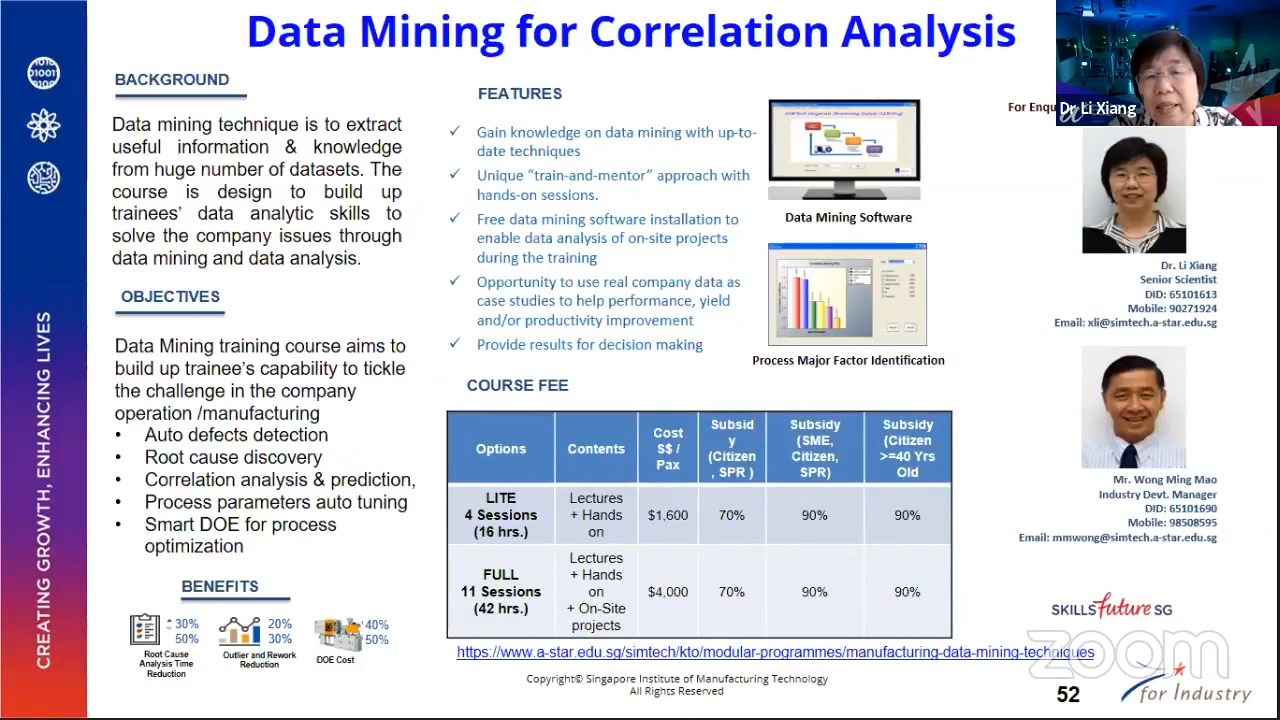 Data Mining for Correlation Analysis
CREATING GROWTH, ENHANCING LIVES
BACKGROUND
Data mining technique is to extract
useful information & knowledge
from huge number of datasets. The
course is design to build up
trainees' data analytic skills to
solve the company issues through
data mining and data analysis.
OBJECTIVES
Data Mining training course aims to
build up trainee's capability to tickle
the challenge in the company
operation /manufacturing
• Auto defects detection
• Root cause discovery
• Correlation analysis & prediction,
• Process parameters auto tuning
• Smart DOE for process
optimization
BENEFITS
30%
50%
Root Cause
Analysis Time
Reduction
20%
30%
Outlier and Rework
Reduction
40%
50%
DOE Cost
FEATURES
✓ Gain knowledge on data mining with up-to-
date techniques
✓ Unique "train-and-mentor" approach with
hands-on sessions.
✓ Free data mining software installation to
enable data analysis of on-site projects
during the training
✓ Opportunity to use real company data as
case studies to help performance, yield
and/or productivity improvement
✓ Provide results for decision making
Data Mining Software
Process Major Factor Identification
COURSE FEE
Options
Contents
Cost
S$ /
Pax
Subsid
y
(Citizen
, SPR )
Subsidy
(SME,
Citizen,
SPR)
Subsidy
(Citizen
>=40 Yrs
Old
LITE
4 Sessions
(16 hrs.)
Lectures
+ Hands
on
$1,600
70%
90%
90%
FULL
11 Sessions
(42 hrs.)
Lectures
+ Hands
on
+ On-Site
projects
$4,000
70%
90%
90%
https://www.a-star.edu.sg/simtech/kto/modular-programmes/manufacturing-data-mining-techniques
Copyright© Singapore Institute of Manufacturing Technology
All Rights Reserved
For Enqu
Dr. Li Xiang
Dr. Li Xiang
Senior Scientist
DID: 65101613
Mobile: 90271924
Email: xli@simtech.a-star.edu.sg
Mr. Wong Ming Mao
Industry Devt. Manager
DID: 65101690
Mobile: 98508595
Email: mmwong@simtech.a-star.edu.sg
SKILLSfuture SG
zoom
52
for Industry